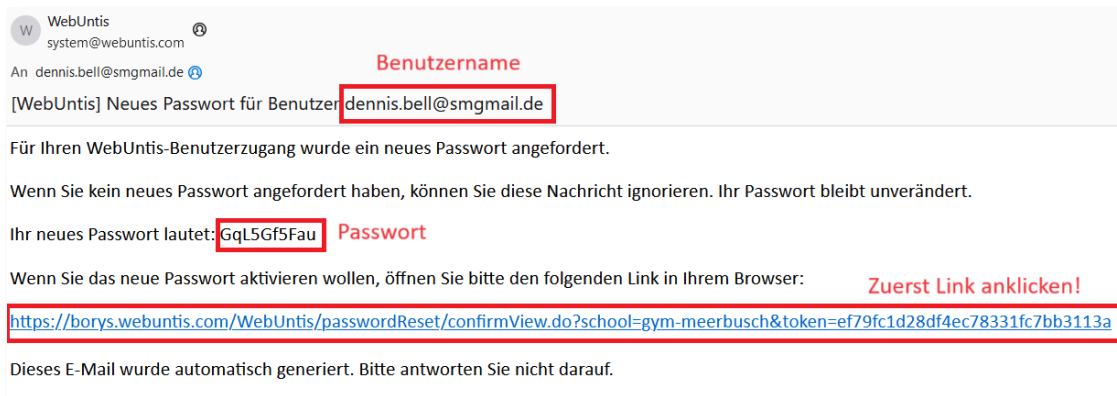 W
WebUntis
system@webuntis.com
An dennis.bell@smgmail.de
Benutzername
[WebUntis] Neues Passwort für Benutzer dennis.bell@smgmail.de
Für Ihren WebUntis-Benutzerzugang wurde ein neues Passwort angefordert.
Wenn Sie kein neues Passwort angefordert haben, können Sie diese Nachricht ignorieren. Ihr Passwort bleibt unverändert.
Ihr neues Passwort lautet: GqL5Gf5Fau Passwort
Wenn Sie das neue Passwort aktivieren wollen, öffnen Sie bitte den folgenden Link in Ihrem Browser:
Zuerst Link anklicken!
https://borys.webuntis.com/WebUntis/passwordReset/confirmView.do?school=gym-meerbusch&token=ef79fc1d28df4ec78331fc7bb3113a
Dieses E-Mail wurde automatisch generiert. Bitte antworten Sie nicht darauf.